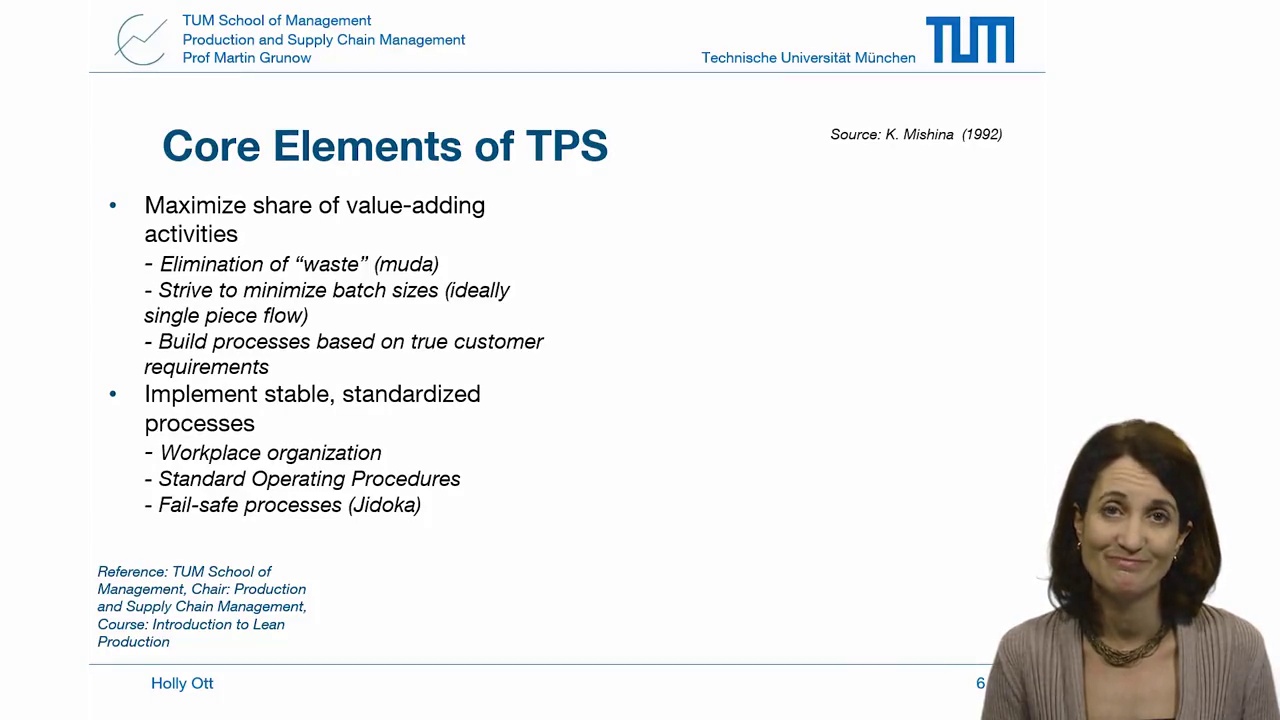 TUM School of Management
Production and Supply Chain Management
Prof Martin Grunow
Technische Universität München
TUM
Core Elements of TPS
Source: K. Mishina (1992)
• Maximize share of value-adding
activities
- Elimination of “waste” (muda)
- Strive to minimize batch sizes (ideally
single piece flow)
- Build processes based on true customer
requirements
• Implement stable, standardized
processes
- Workplace organization
- Standard Operating Procedures
- Fail-safe processes (Jidoka)
Reference: TUM School of
Management, Chair: Production
and Supply Chain Management,
Course: Introduction to Lean
Production
Holly Ott
6